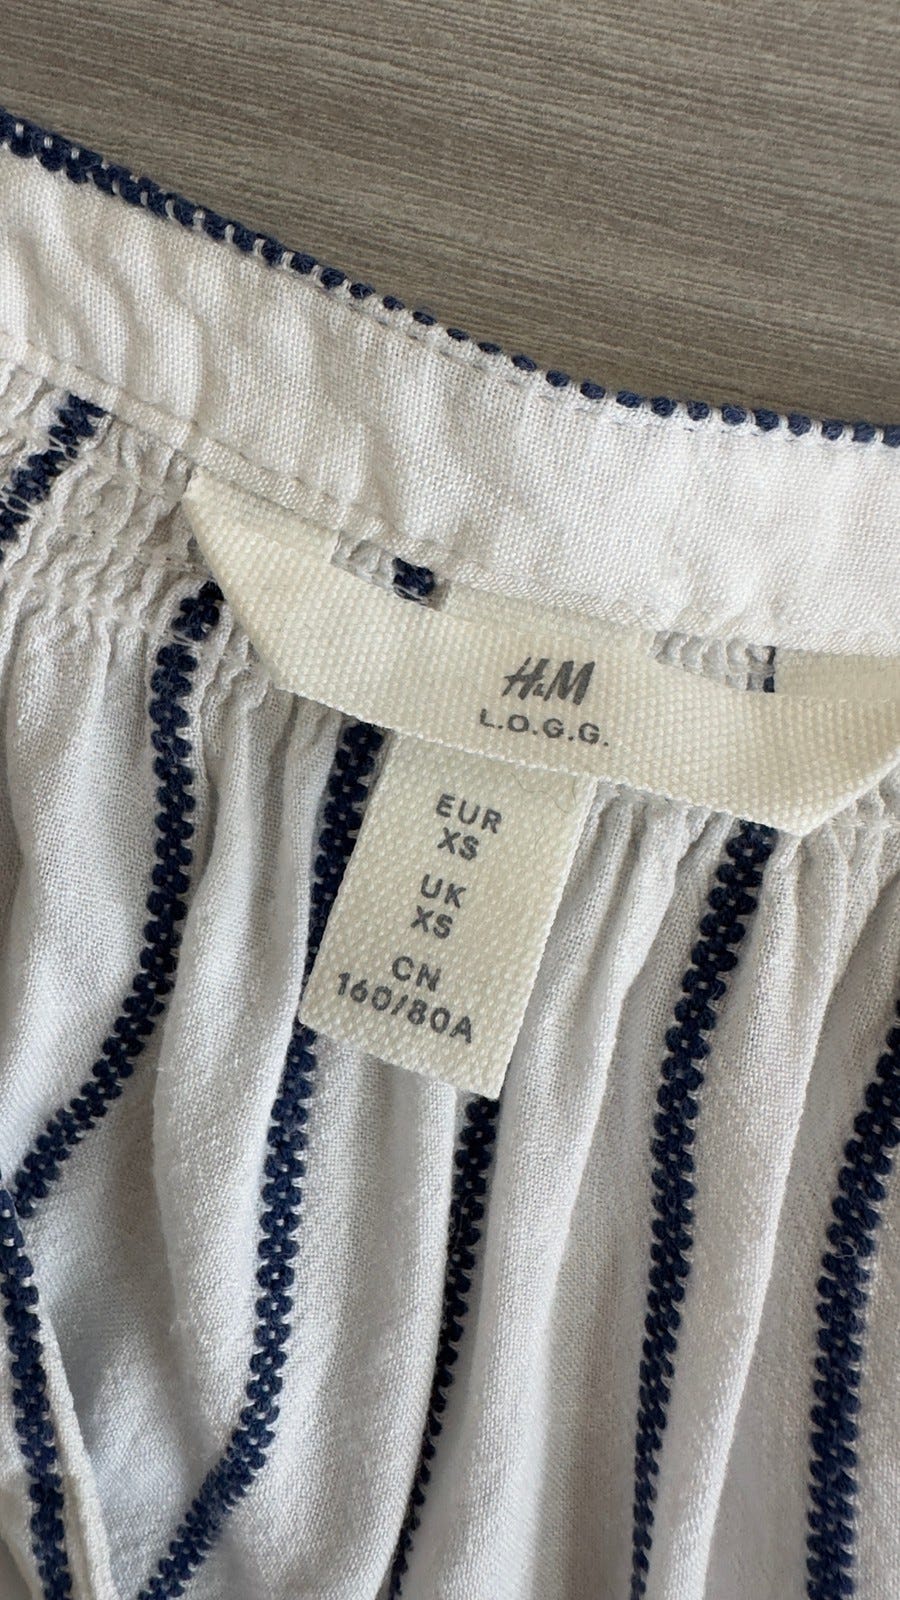 H&M
L.O.G.G.
EUR
XS
UK
XS
CN
160/80A